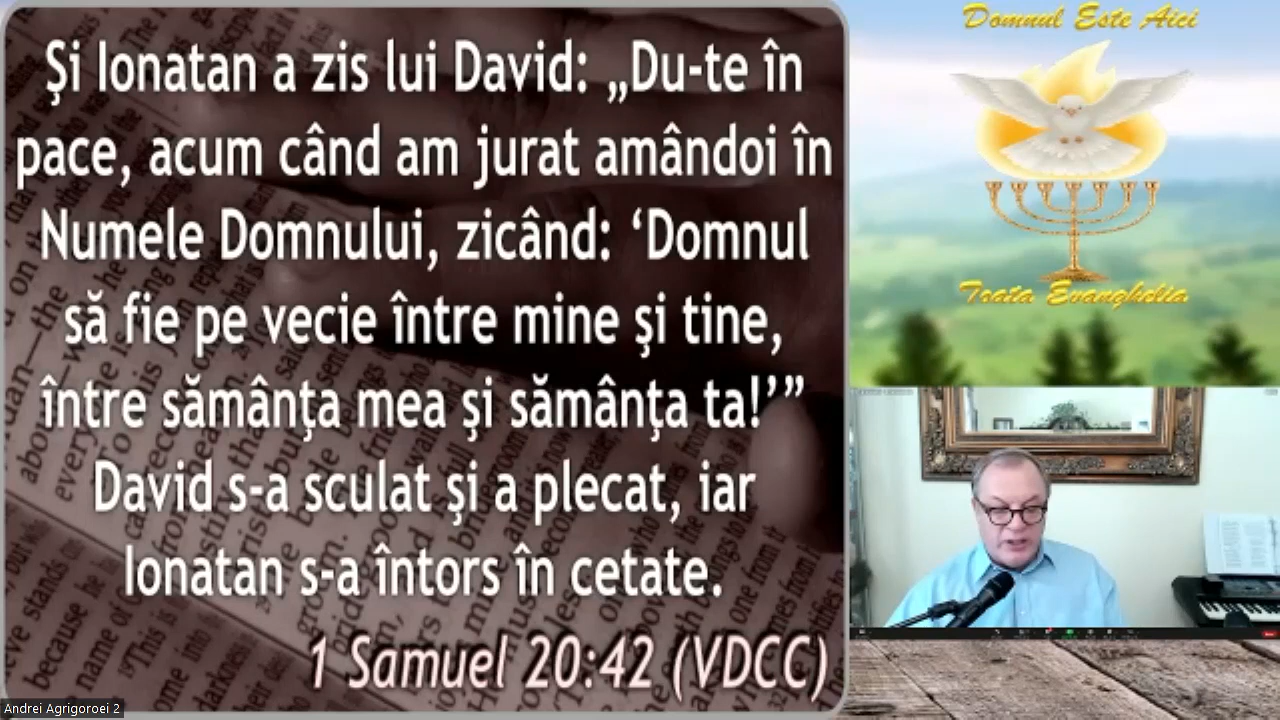 Şi Ionatan a zis lui David: „Du-te în
pace, acum când am jurat amândoi în
Numele Domnului, zicând: ‘Domnul
să fie pe vecie între mine şi tine,
între sămânţa mea şi sămânţa ta!’”
David s-a sculat şi a plecat, iar
Ionatan s-a întors în cetate.
1 Samuel 20:42 (VDCC)
Domnul Este Aici
Toata Evanghelia
Andrei Agrigoroei 2